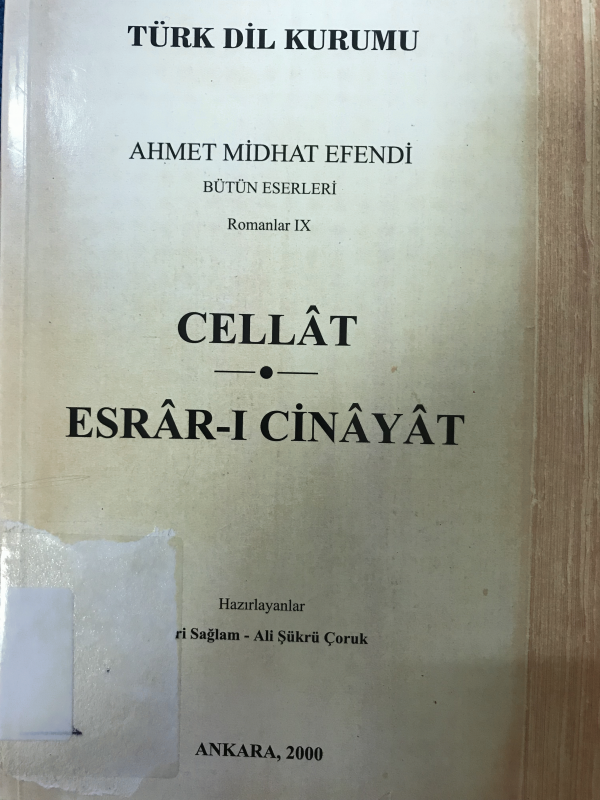 TÜRK DİL KURUMU
AHMET MİDHAT EFENDİ
BÜTÜN ESERLERİ
Romanlar IX
CELLÂT
ESRÂR-I CİNÂYÂT
Hazırlayanlar
Sağlam - Ali Şükrü Çoruk
ANKARA, 2000